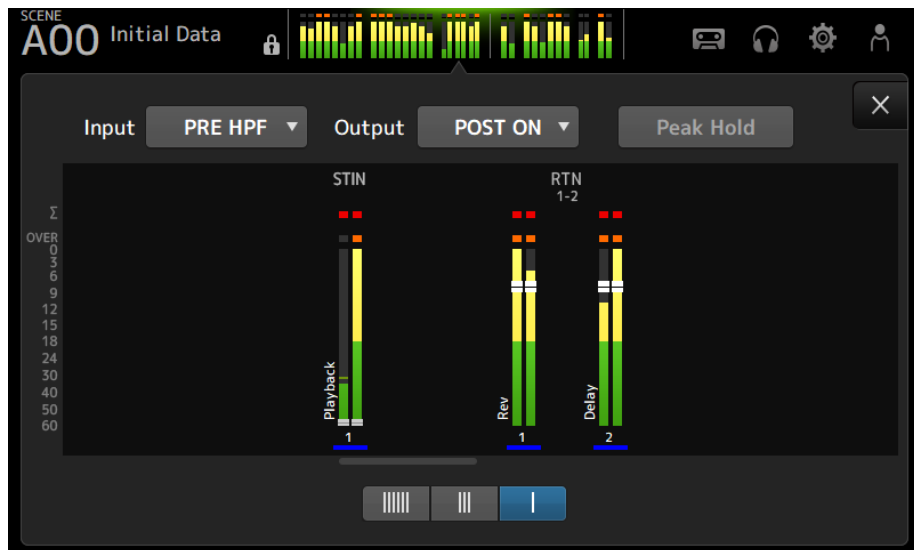 SCENE
A00 Initial Data
Input PRE HPF Output POST ON Peak Hold
STIN RTN
1-2
Σ
OVER
0
3
6
9
12
15
18
24
30
40
50
60
Playback
Rev
Delay
1 1 2